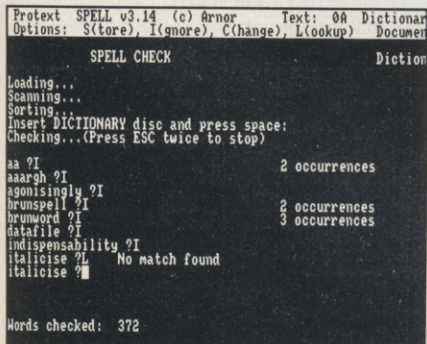 Protext SPELL v3.14 (c) Arnor Text: 0A Dictionar
Options: S(tore), I(gnore), C(hange), L(ookup) Documen
SPELL CHECK Diction
Loading...
Scanning...
Sorting...
Insert DICTIONARY disc and press space:
Checking...(Press ESC twice to stop)
aa ?I 2 occurrences
aaargh ?I
agonisingly ?I
brunspell ?I 2 occurrences
brunword ?I 3 occurrences
datafile ?I
indispensability ?I
italicise ?L No match found
italicise ?
Words checked: 372